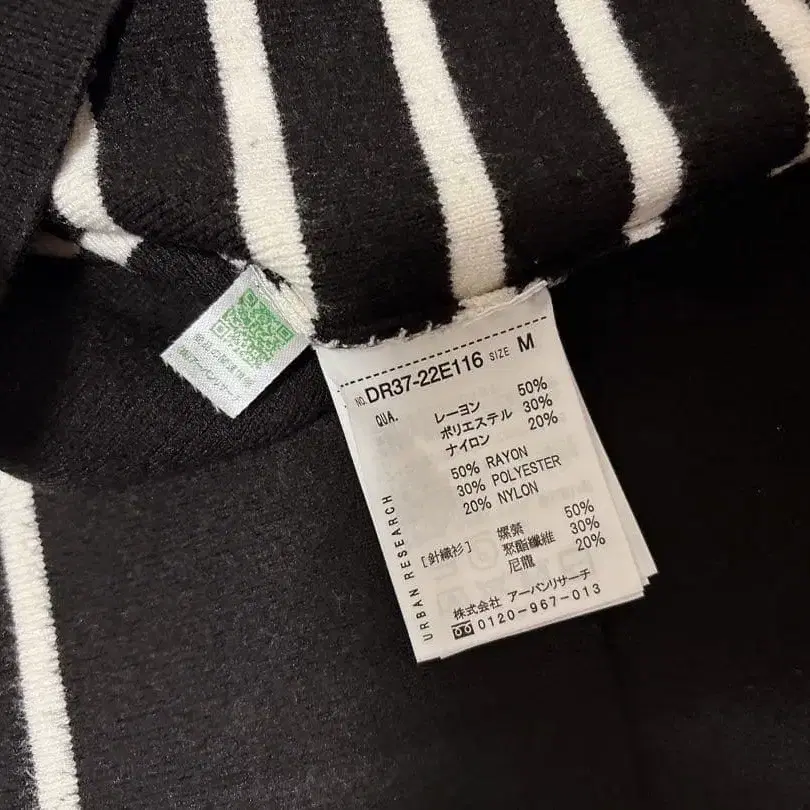 NO. DR37-22E116 SIZE M
QUA.
レーヨン 50%
ポリエステル 30%
ナイロン 20%
50% RAYON
30% POLYESTER
20% NYLON
[針織衫] 嫘縈 50%
聚酯纖維 30%
尼龍 20%
URBAN RESEARCH
株式会社 アーバンリサーチ
0120-967-013